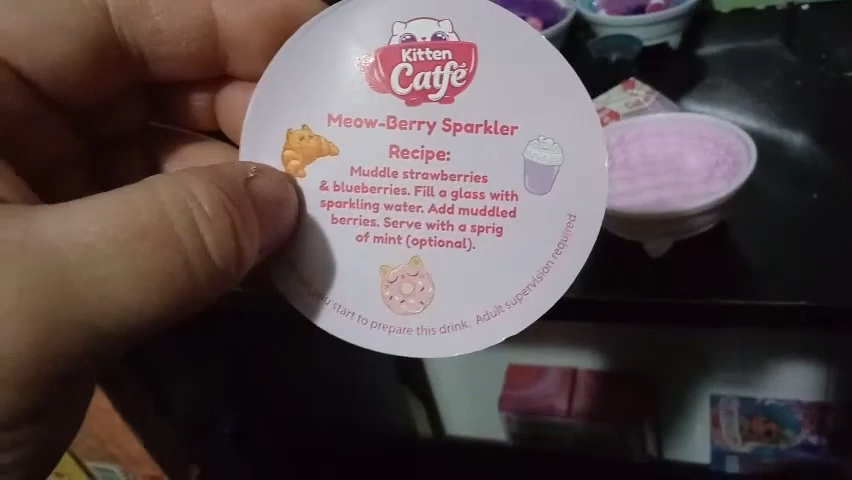 Kitten
Catfé
Meow-Berry Sparkler
Recipe:
Muddle strawberries
& blueberries. Fill a glass with
sparkling water. Add muddled
berries. Serve with a sprig
of mint (optional).
you start to prepare this drink. Adult supervision required